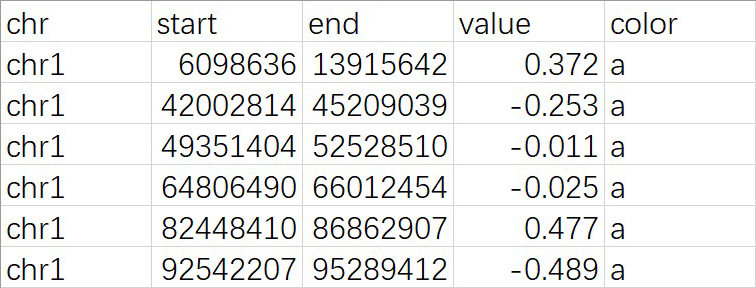 chr start end value color
chr1 6098636 13915642 0.372 a
chr1 42002814 45209039 -0.253 a
chr1 49351404 52528510 -0.011 a
chr1 64806490 66012454 -0.025 a
chr1 82448410 86862907 0.477 a
chr1 92542207 95289412 -0.489 a